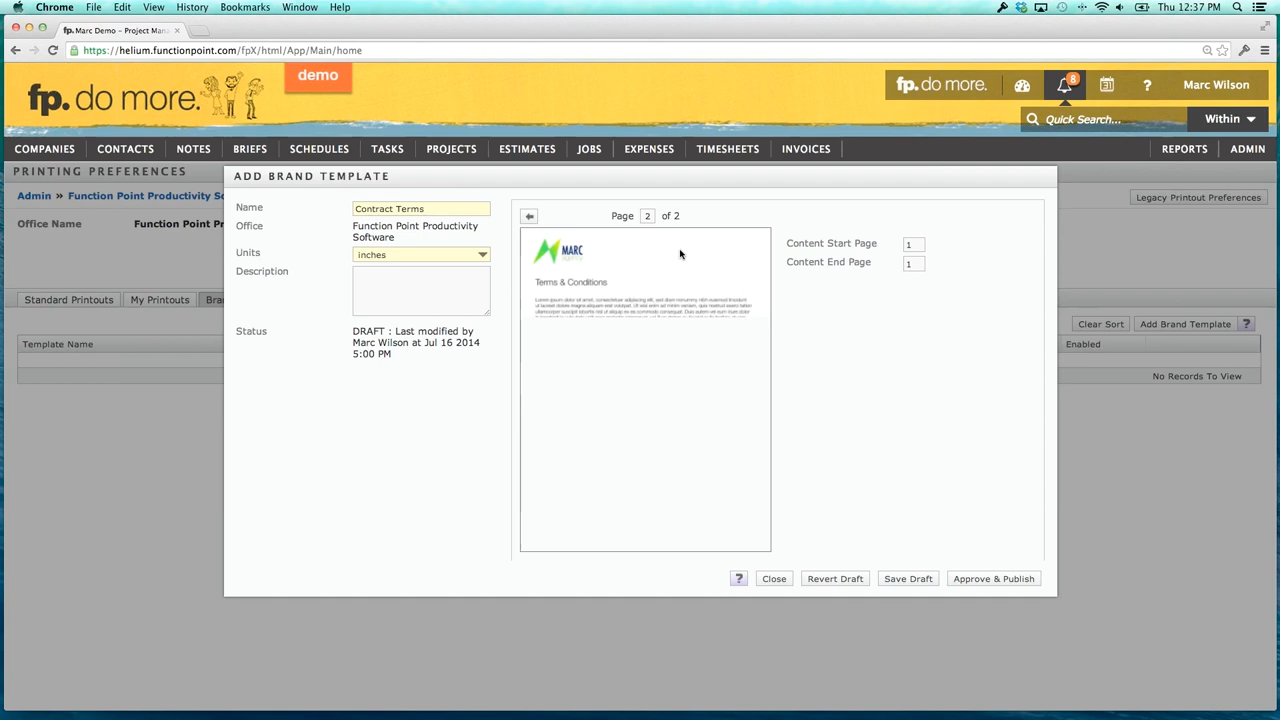 Chrome File Edit View History Bookmarks Window Help Thu 12:37 PM
fp. Marc Demo – Project Man
https://helium.functionpoint.com/fpX/html/App/Main/home
fp. do more.
demo
fp. do more. 8 ? Marc Wilson
Quick Search... Within
COMPANIES CONTACTS NOTES BRIEFS SCHEDULES TASKS PROJECTS ESTIMATES JOBS EXPENSES TIMESHEETS INVOICES REPORTS ADMIN
PRINTING PREFERENCES
Admin » Function Point Productivity So
Legacy Printout Preferences
Office Name Function Point Pr
Standard Printouts My Printouts Bra
Clear Sort Add Brand Template ?
Template Name Enabled
No Records To View
ADD BRAND TEMPLATE
Name Contract Terms
Office Function Point Productivity
Software
Units inches
Description
Status DRAFT : Last modified by
Marc Wilson at Jul 16 2014
5:00 PM
Page 2 of 2
MARC
Terms & Conditions
Content Start Page 1
Content End Page 1
? Close Revert Draft Save Draft Approve & Publish